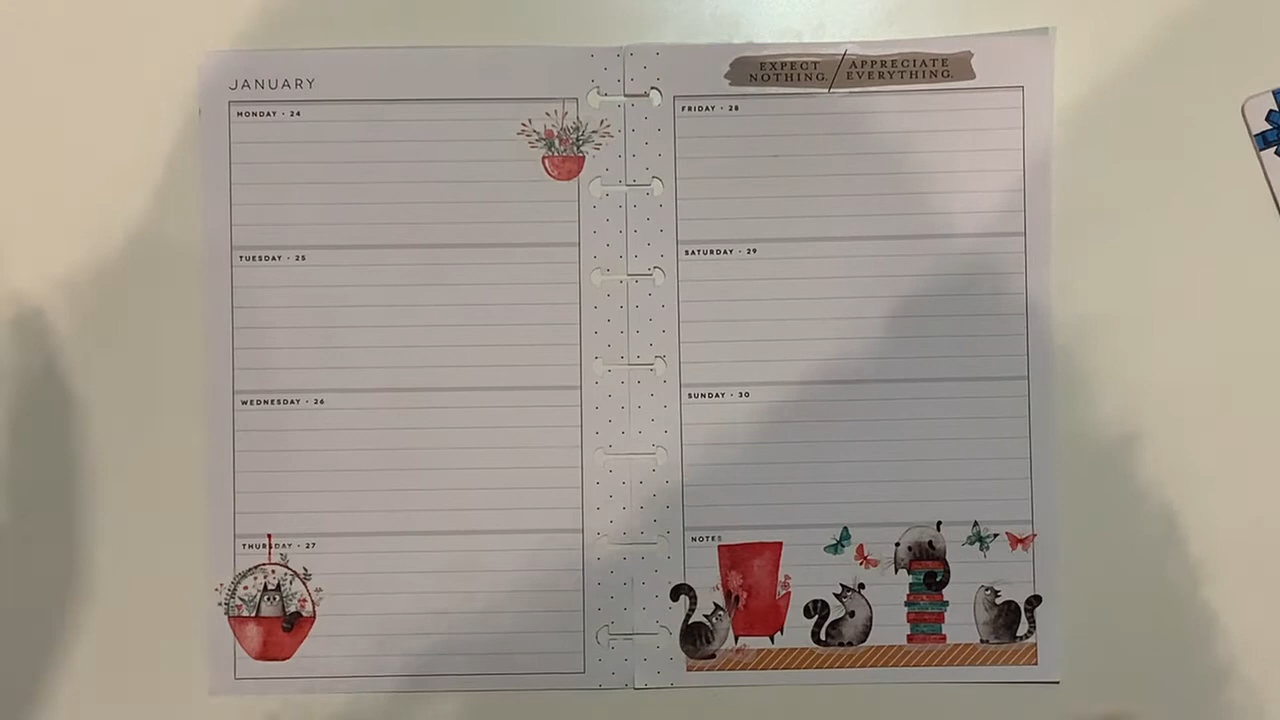 JANUARY
MONDAY • 24
TUESDAY • 25
WEDNESDAY • 26
THURSDAY • 27
EXPECT NOTHING. / APPRECIATE EVERYTHING.
FRIDAY • 28
SATURDAY • 29
SUNDAY • 30
NOTES